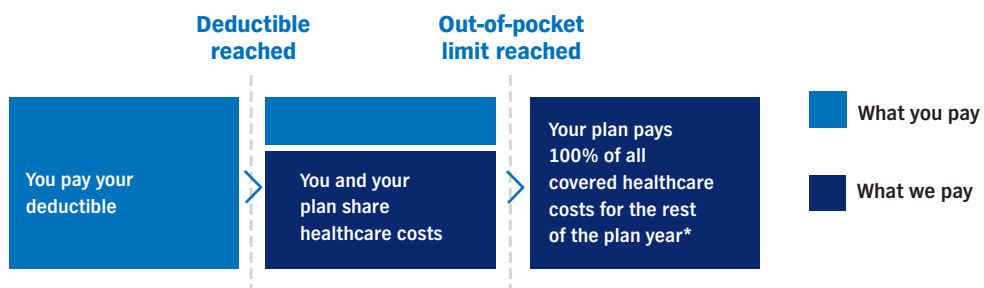 Deductible
reached
Out-of-pocket
limit reached
You pay your
deductible
You and your
plan share
healthcare costs
Your plan pays
100% of all
covered healthcare
costs for the rest
of the plan year*
What you pay
What we pay